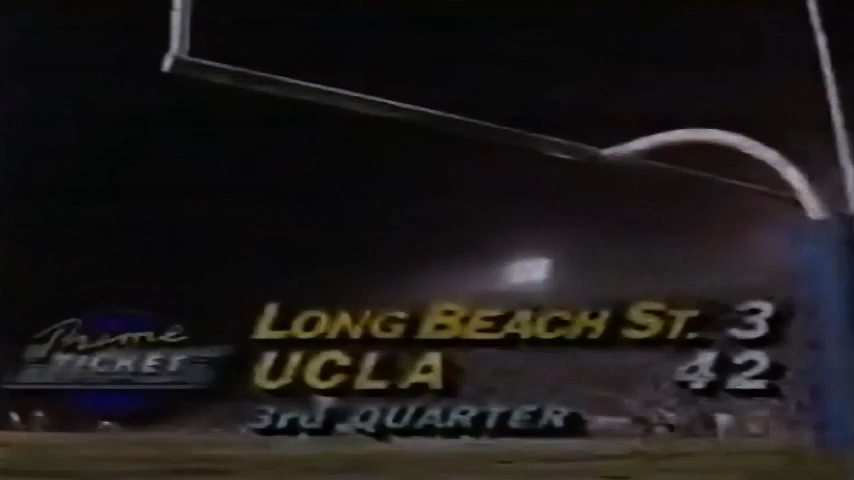 LONG BEACH ST. 3
UCLA 42
3rd QUARTER
Prime
TICKET